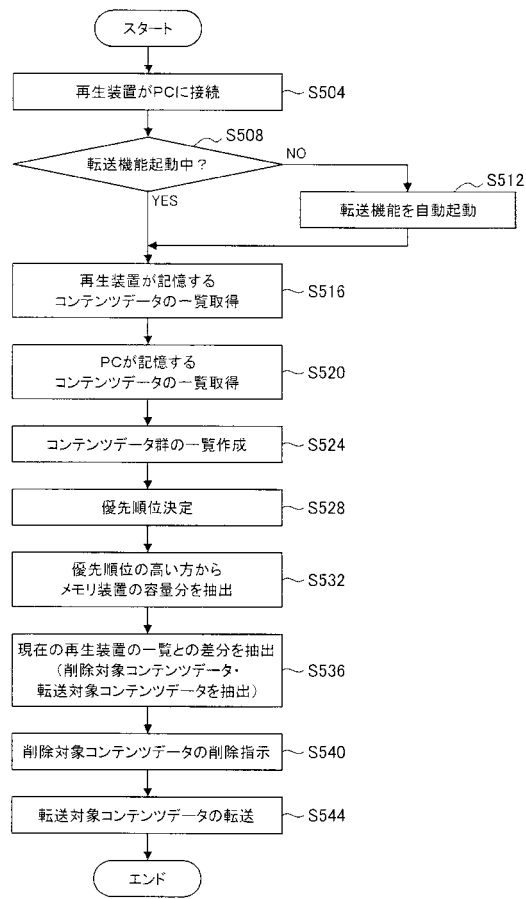 スタート
再生装置がPCに接続
S504
S508
転送機能起動中？
NO
YES
S512
転送機能を自動起動
再生装置が記憶する
コンテンツデータの一覧取得
S516
PCが記憶する
コンテンツデータの一覧取得
S520
コンテンツデータ群の一覧作成
S524
優先順位決定
S528
優先順位の高い方から
メモリ装置の容量分を抽出
S532
現在の再生装置の一覧との差分を抽出
（削除対象コンテンツデータ・
転送対象コンテンツデータを抽出）
S536
削除対象コンテンツデータの削除指示
S540
転送対象コンテンツデータの転送
S544
エンド